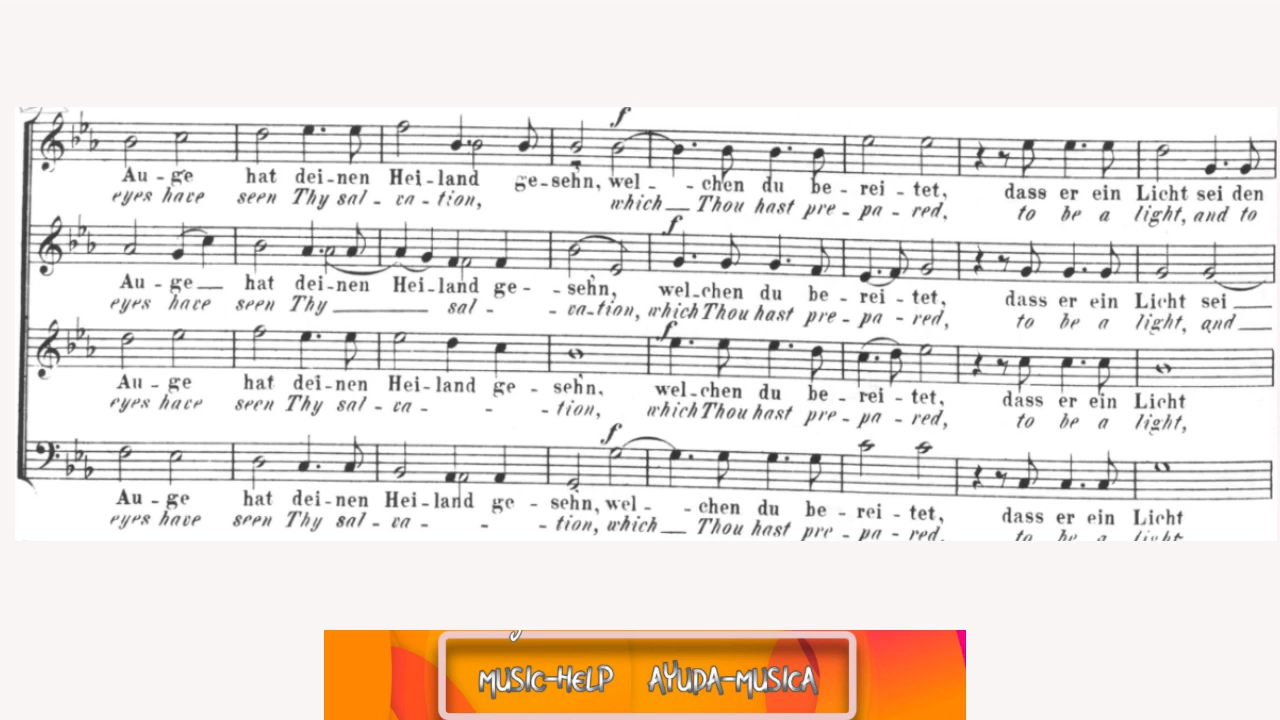 f
Au - ge hat dei - nen Hei - land ge - sehn, wel - - chen du be - rei - tet, dass er ein Licht sei den
eyes have seen Thy sal - va - tion, which Thou hast pre - pa - red, to be a light, and to
f
Au - ge hat dei - nen Hei - land ge - sehn, wel - chen du be - rei - tet, dass er ein Licht sei
eyes have seen Thy sal - - va - tion, which Thou hast pre - pa - red, to be a light, and
f
Au - ge hat dei - nen Hei - land ge - sehn, wel - chen du be - rei - tet, dass er ein Licht
eyes have seen Thy sal - va - - - tion, which Thou hast pre - pa - red, to be a light,
f
Au - ge hat dei - nen Hei - land ge - sehn, wel - - chen du be - rei - tet, dass er ein Licht
eyes have seen Thy sal - va - - - tion, which Thou hast pre - pa - red, to be a light
MUSIC-HELP AYUDA-MUSICA